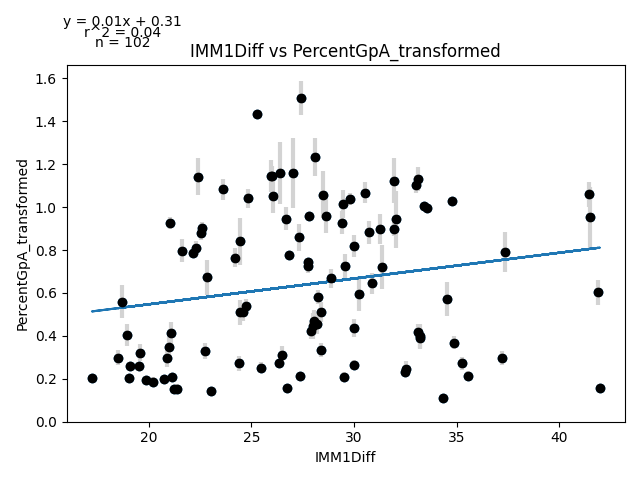 y = 0.01x + 0.31
r^2 = 0.04
n = 102
IMM1Diff vs PercentGpA_transformed
PercentGpA_transformed
1.6
1.4
1.2
1.0
0.8
0.6
0.4
0.2
0.0
20 25 30 35 40
IMM1Diff